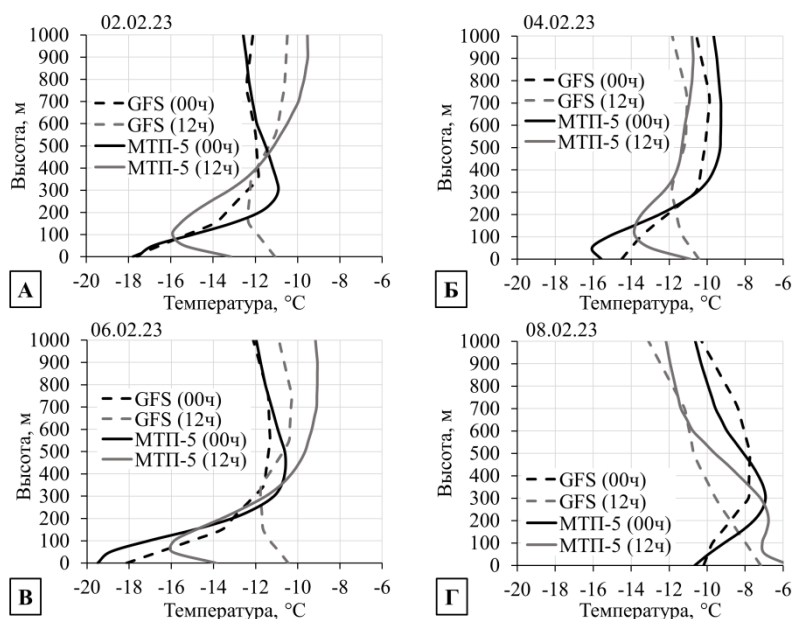 02.02.23
1000
900
800
700
600
500
400
300
200
100
0
Высота, м
GFS (00ч)
GFS (12ч)
МТП-5 (00ч)
МТП-5 (12ч)
-20 -18 -16 -14 -12 -10 -8 -6
Температура, °С
А
04.02.23
1000
900
800
700
600
500
400
300
200
100
0
Высота, м
GFS (00ч)
GFS (12ч)
МТП-5 (00ч)
МТП-5 (12ч)
-20 -18 -16 -14 -12 -10 -8 -6
Температура, °С
Б
06.02.23
1000
900
800
700
600
500
400
300
200
100
0
Высота, м
GFS (00ч)
GFS (12ч)
МТП-5 (00ч)
МТП-5 (12ч)
-20 -18 -16 -14 -12 -10 -8 -6
Температура, °С
В
08.02.23
1000
900
800
700
600
500
400
300
200
100
0
Высота, м
GFS (00ч)
GFS (12ч)
МТП-5 (00ч)
МТП-5 (12ч)
-20 -18 -16 -14 -12 -10 -8 -6
Температура, °С
Г